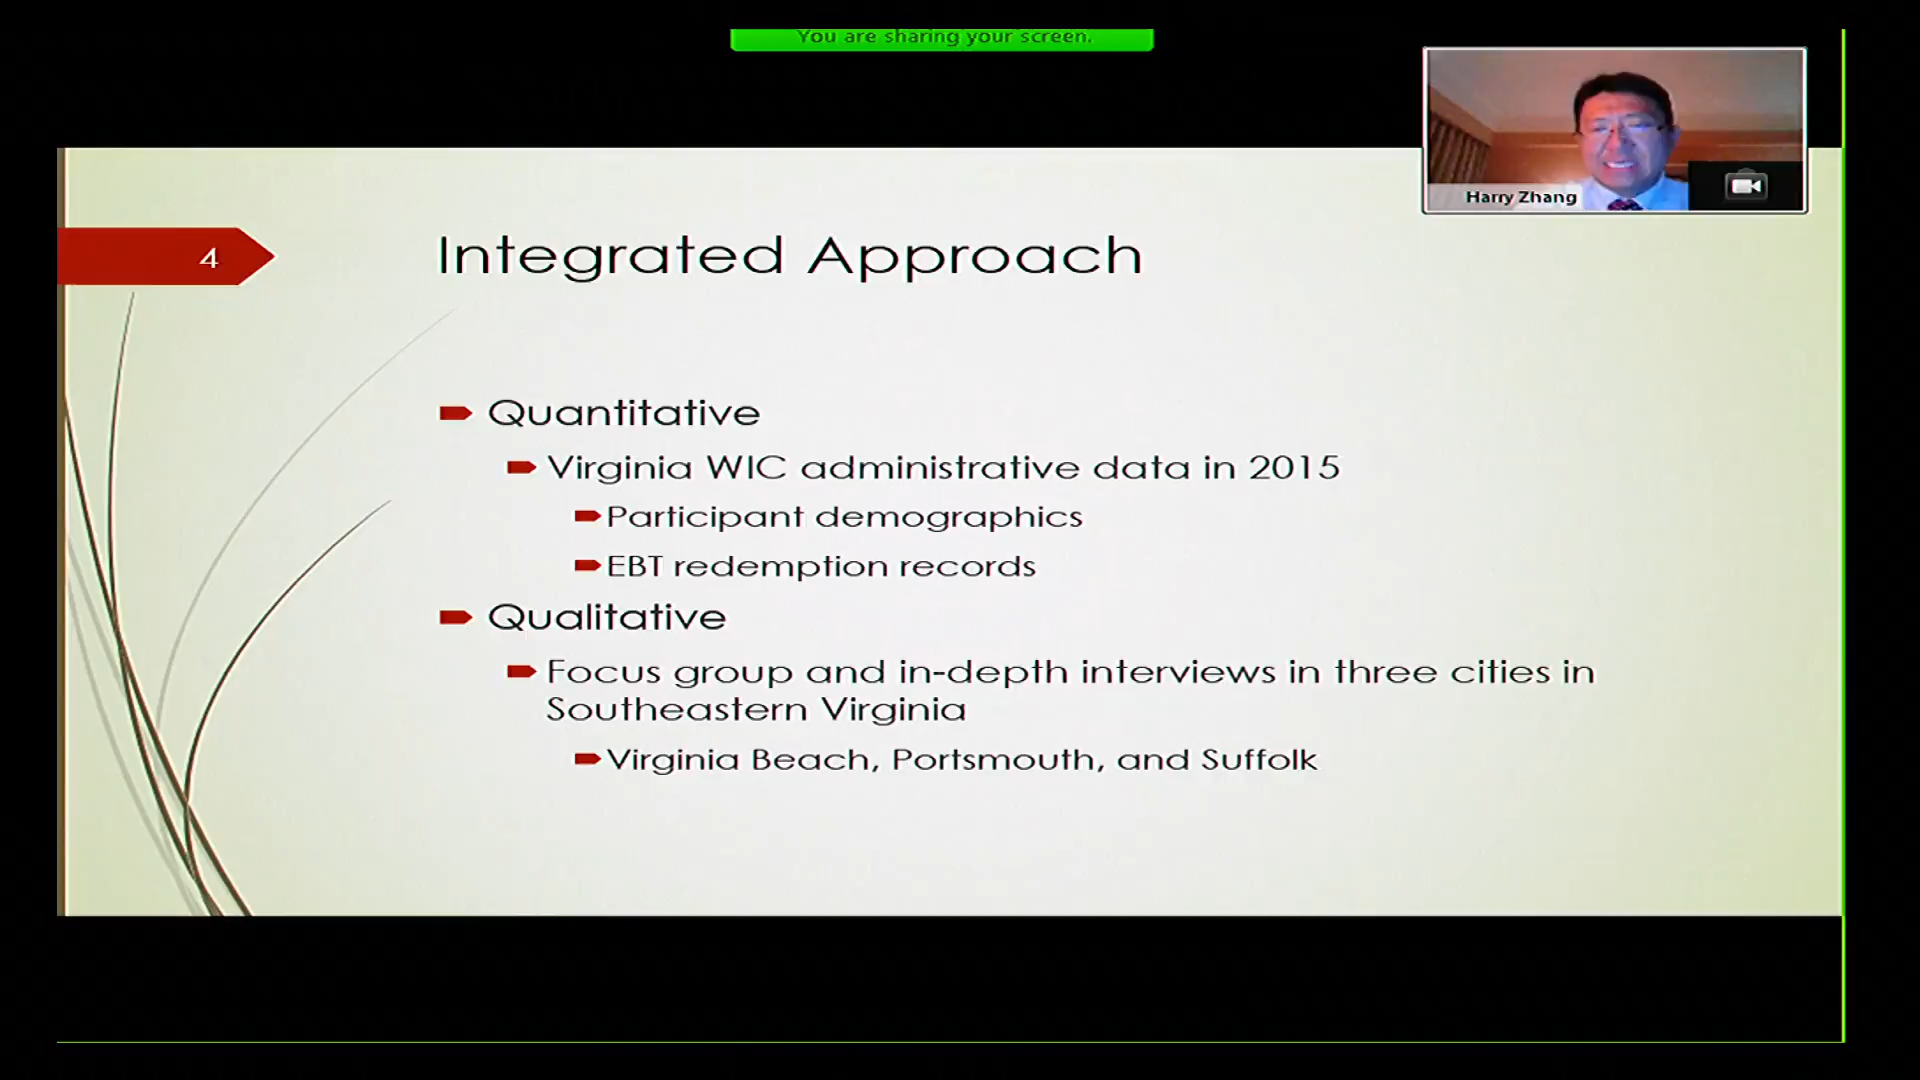 You are sharing your screen.
Harry Zhang
4
Integrated Approach
Quantitative
Virginia WIC administrative data in 2015
Participant demographics
EBT redemption records
Qualitative
Focus group and in-depth interviews in three cities in
Southeastern Virginia
Virginia Beach, Portsmouth, and Suffolk